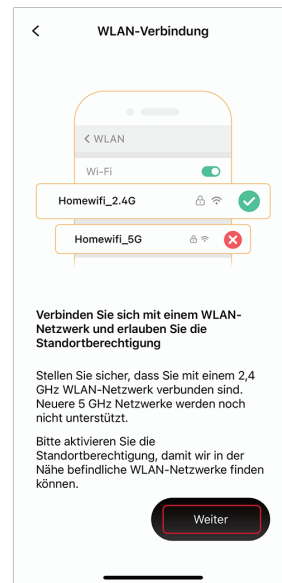 WLAN-Verbindung
WLAN
Wi-Fi
Homewifi_2.4G
Homewifi_5G
Verbinden Sie sich mit einem WLAN-
Netzwerk und erlauben Sie die
Standortberechtigung
Stellen Sie sicher, dass Sie mit einem 2,4
GHz WLAN-Netzwerk verbunden sind.
Neuere 5 GHz Netzwerke werden noch
nicht unterstützt.
Bitte aktivieren Sie die
Standortberechtigung, damit wir in der
Nähe befindliche WLAN-Netzwerke finden
können.
Weiter